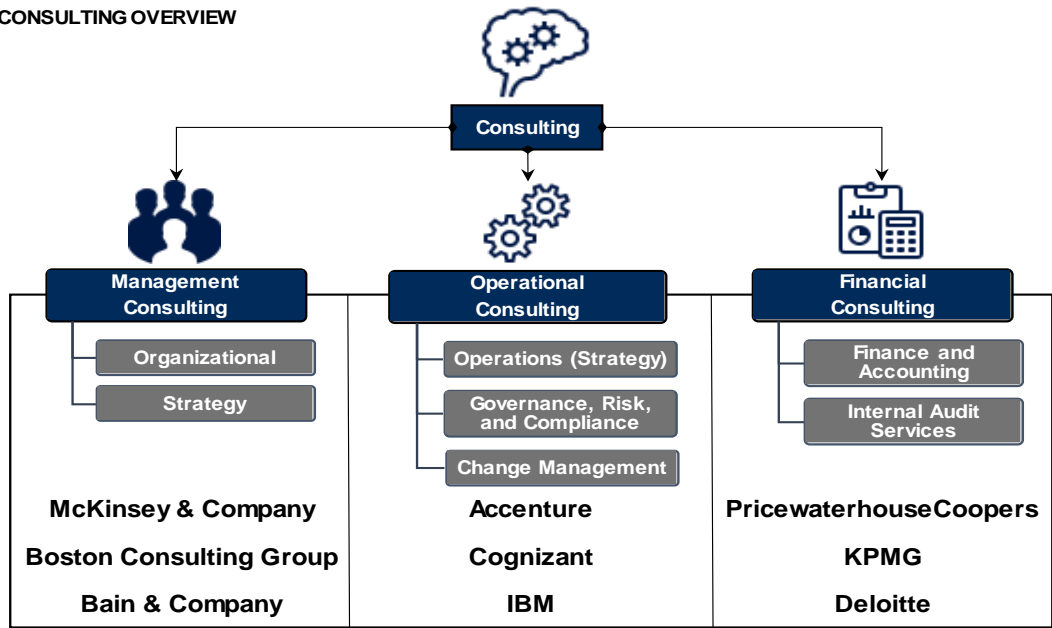 CONSULTING OVERVIEW
Consulting
Management
Consulting
Organizational
Strategy
McKinsey & Company
Boston Consulting Group
Bain & Company
Operational
Consulting
Operations (Strategy)
Governance, Risk,
and Compliance
Change Management
Accenture
Cognizant
IBM
Financial
Consulting
Finance and
Accounting
Internal Audit
Services
PricewaterhouseCoopers
KPMG
Deloitte